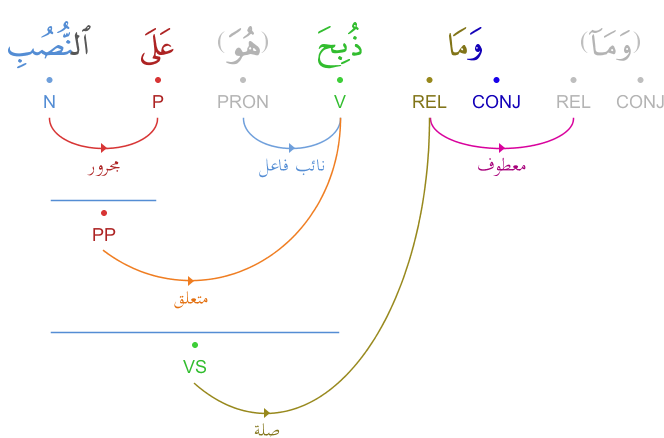 (وَمَآ) وَمَا ذُبِحَ (هُوَ) عَلَى ٱلنُّصُبِ
N P PRON V REL CONJ REL CONJ
مجرور نائب فاعل معطوف
PP
متعلق
VS
صلة